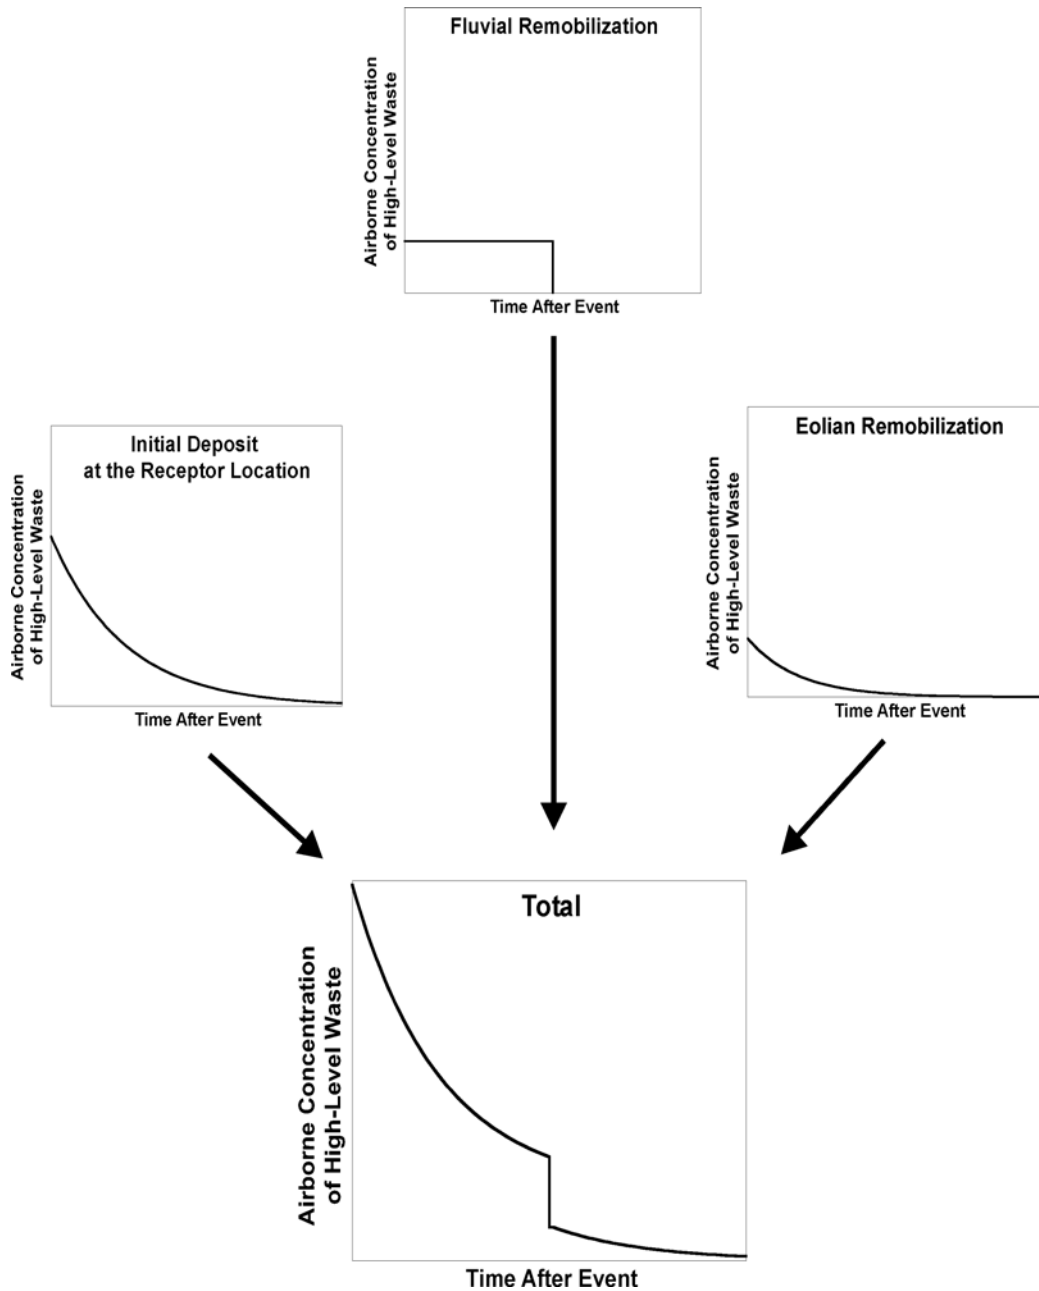 Fluvial Remobilization
Airborne Concentration
of High-Level Waste
Time After Event
Initial Deposit
at the Receptor Location
Airborne Concentration
of High-Level Waste
Time After Event
Eolian Remobilization
Airborne Concentration
of High-Level Waste
Time After Event
Total
Airborne Concentration
of High-Level Waste
Time After Event